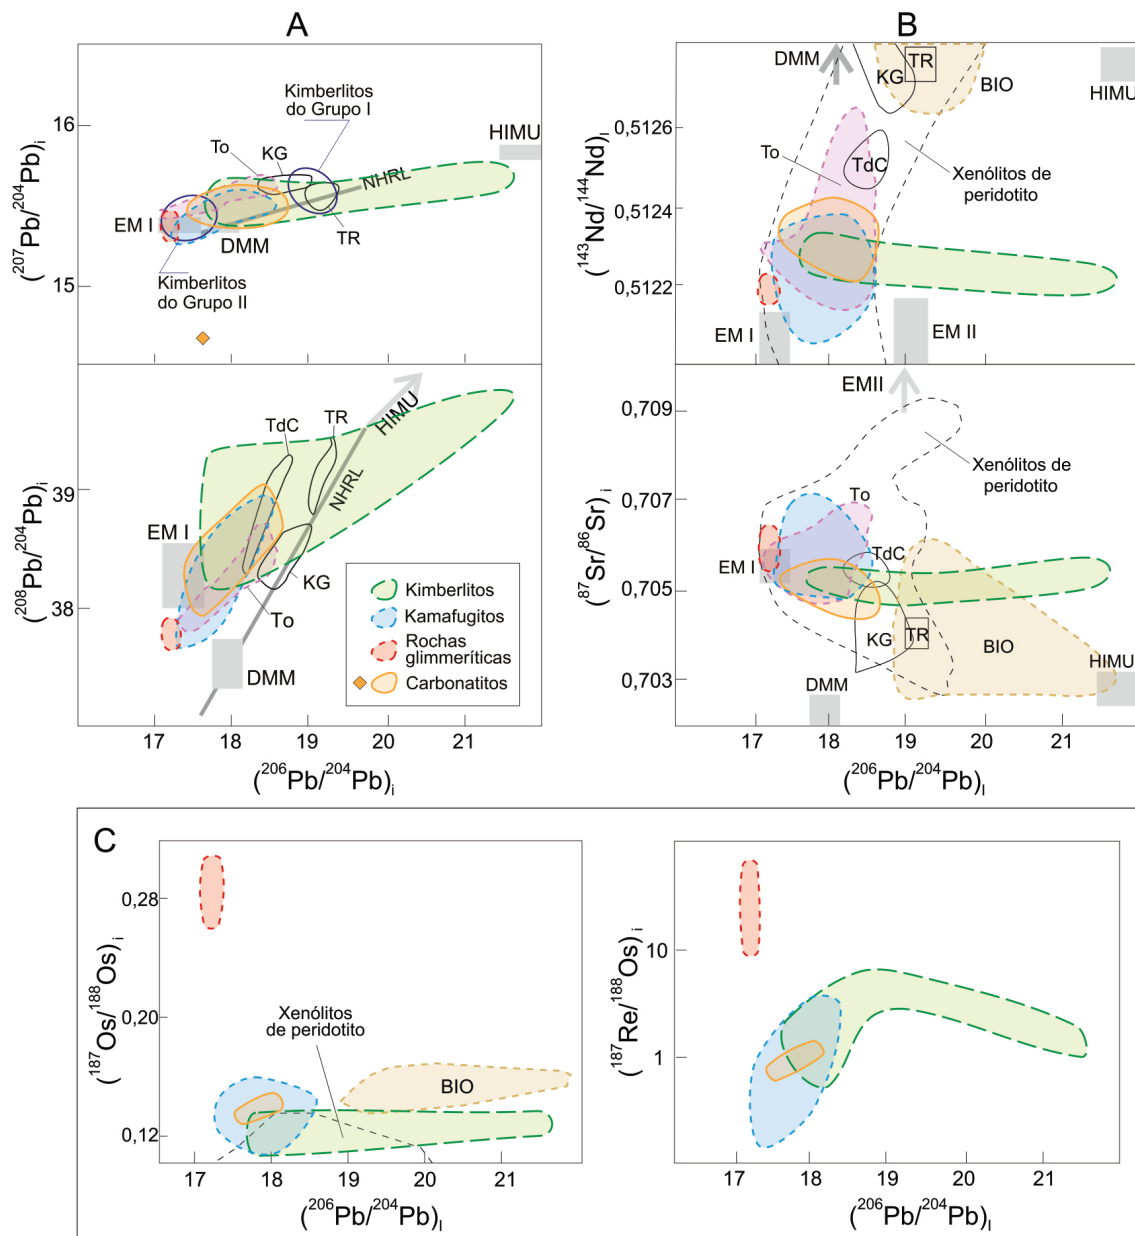 A
B
16
15
(²⁰⁷Pb/²⁰⁴Pb)ᵢ
Kimberlitos
do Grupo I
To
KG
HIMU
NHRL
EM I
DMM
TR
Kimberlitos
do Grupo II
DMM
KG
TR
BIO
HIMU
0,5126
0,5124
0,5122
(¹⁴³Nd/¹⁴⁴Nd)ᵢ
To
TdC
Xenólitos
de
peridotito
EM I
EM II
39
38
(²⁰⁸Pb/²⁰⁴Pb)ᵢ
TdC
TR
HIMU
NHRL
EM I
KG
To
DMM
Kimberlitos
Kamafugitos
Rochas
glimmeríticas
Carbonatitos
17
18
19
20
21
(²⁰⁶Pb/²⁰⁴Pb)ᵢ
0,709
0,707
0,705
0,703
(⁸⁷Sr/⁸⁶Sr)ᵢ
EMII
Xenólitos de
peridotito
To
TdC
EM I
KG
TR
BIO
HIMU
DMM
17
18
19
20
21
(²⁰⁶Pb/²⁰⁴Pb)ₗ
C
0,28
0,20
0,12
(¹⁸⁷Os/¹⁸⁸Os)ᵢ
Xenólitos
de peridotito
BIO
17
18
19
20
21
(²⁰⁶Pb/²⁰⁴Pb)ₗ
10
1
(¹⁸⁷Re/¹⁸⁸Os)ᵢ
17
18
19
20
21
(²⁰⁶Pb/²⁰⁴Pb)ₗ